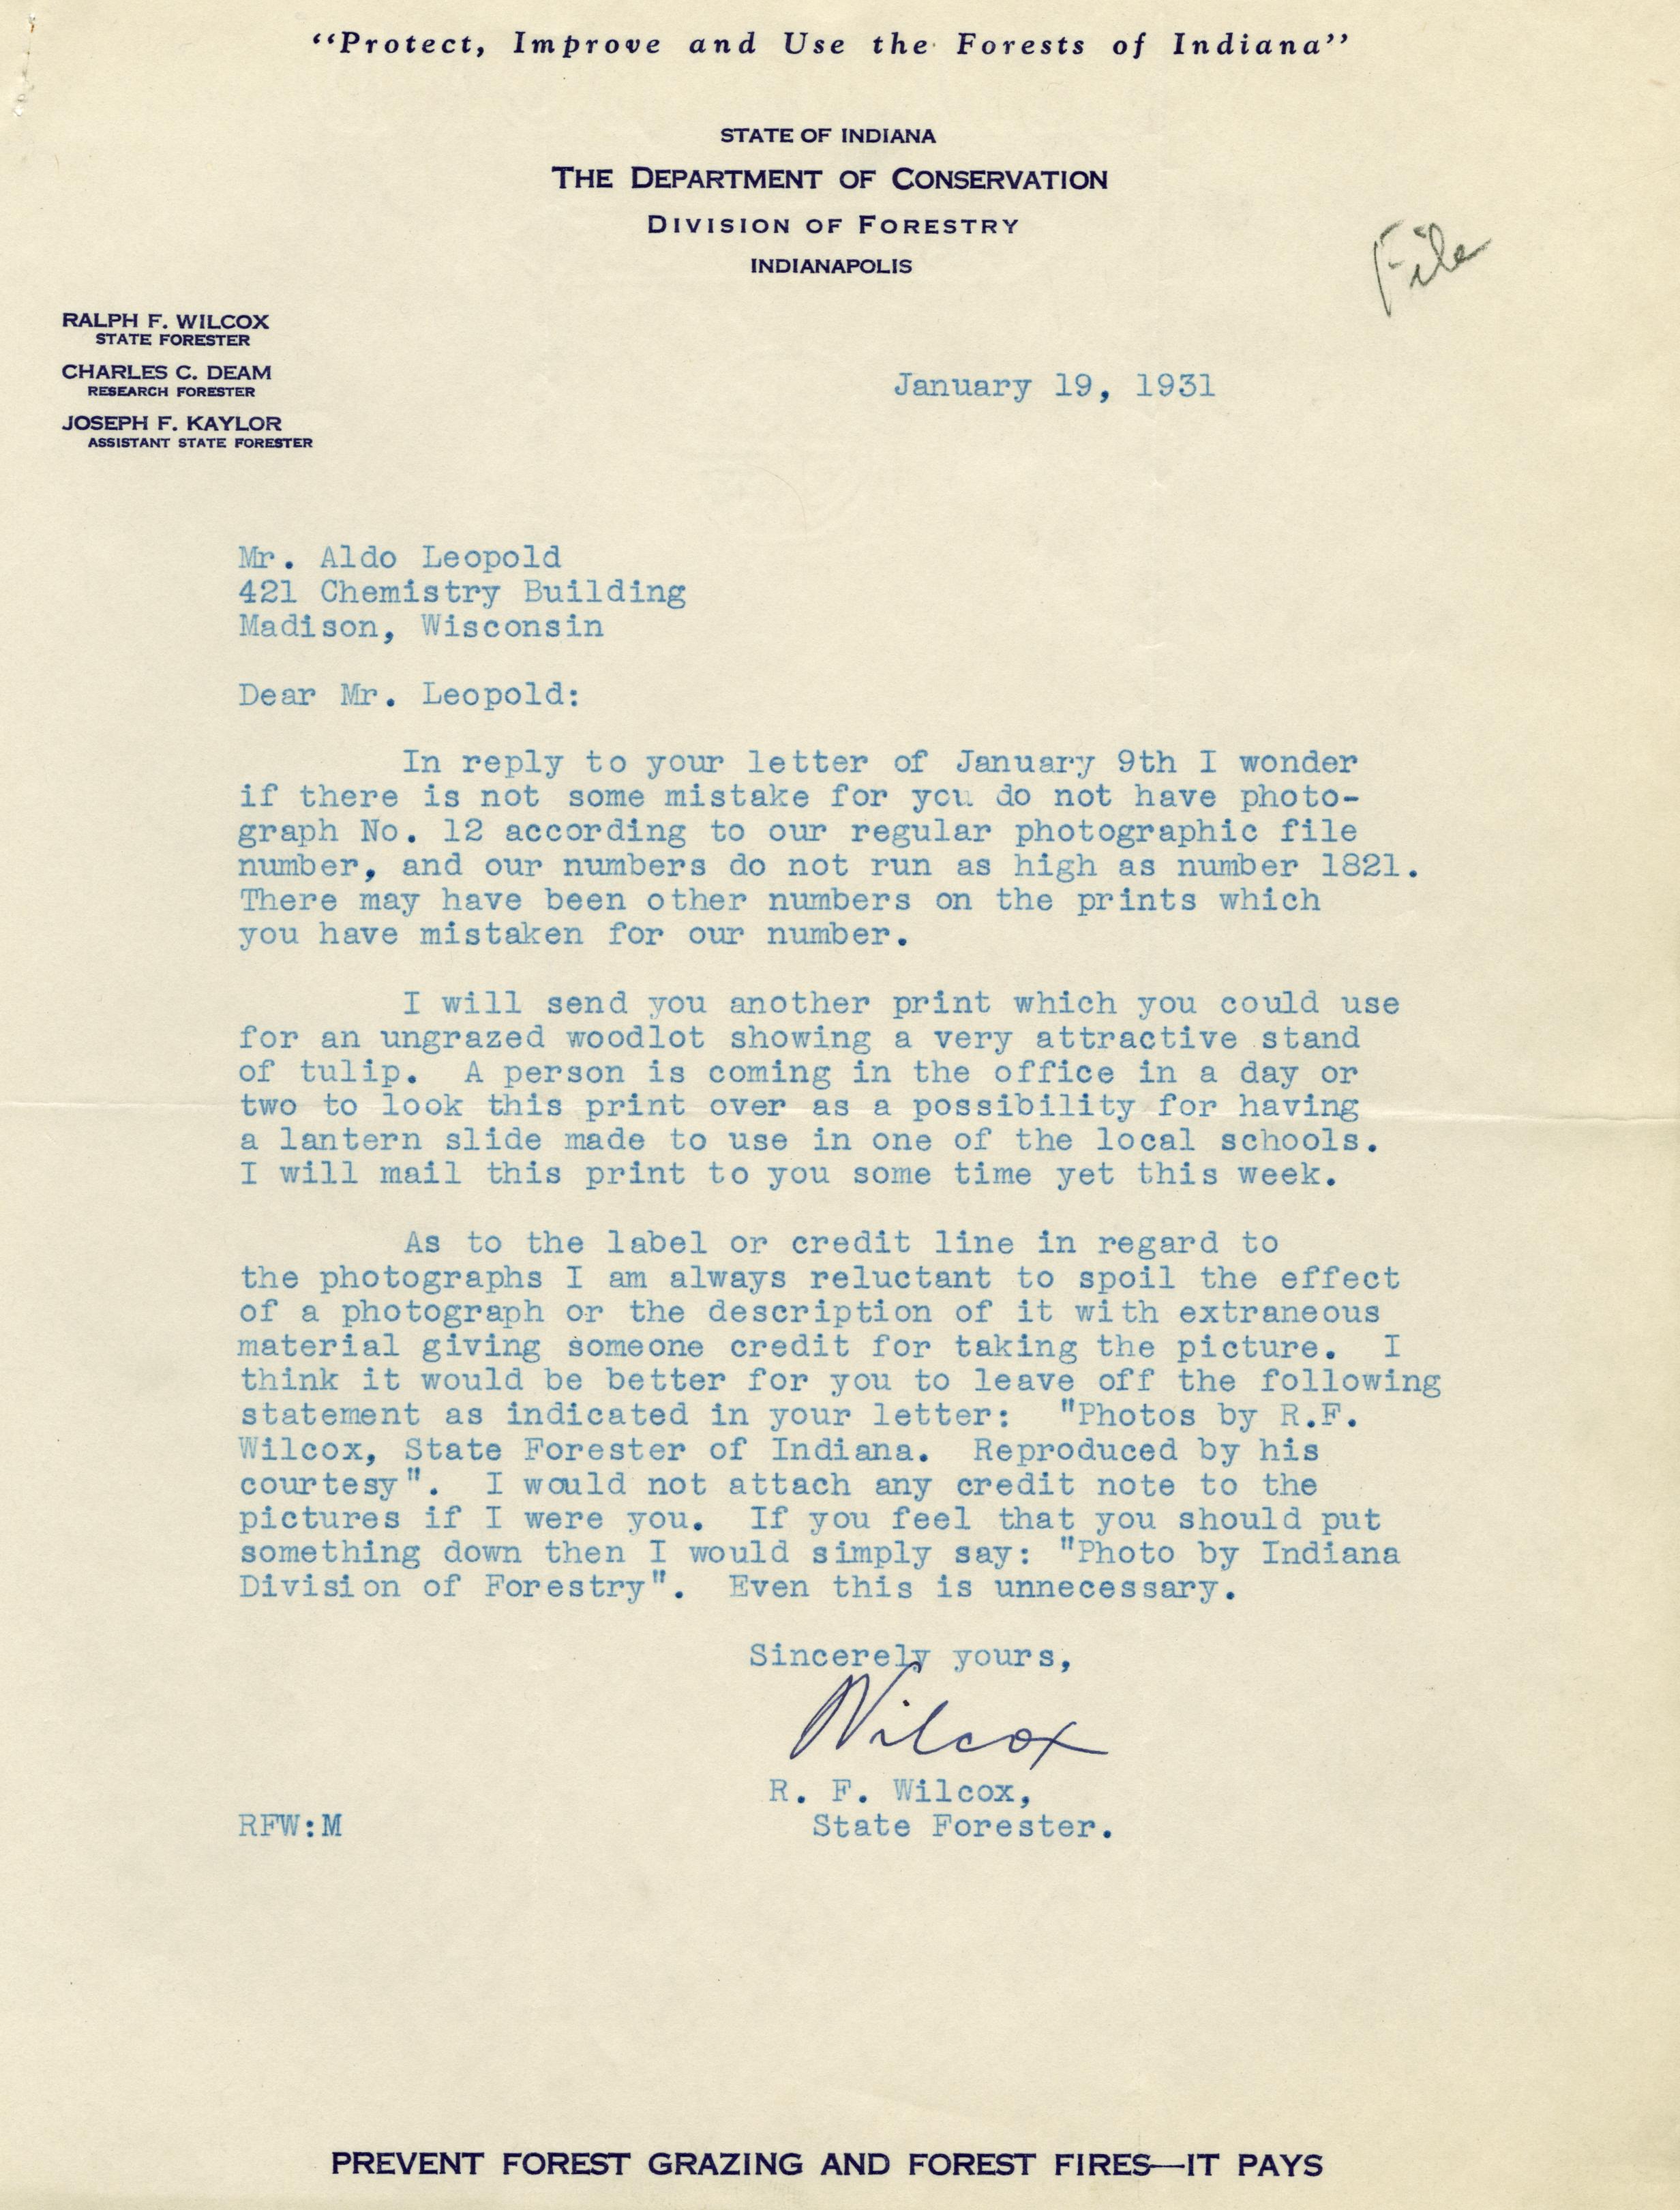 “Protect, Improve and Use the Forests of Indiana”
STATE OF INDIANA
THE DEPARTMENT OF CONSERVATION
DIVISION OF FORESTRY
INDIANAPOLIS
File
RALPH F. WILCOX
STATE FORESTER
CHARLES C. DEAM
RESEARCH FORESTER
JOSEPH F. KAYLOR
ASSISTANT STATE FORESTER
January 19, 1931
Mr. Aldo Leopold
421 Chemistry Building
Madison, Wisconsin
Dear Mr. Leopold:
In reply to your letter of January 9th I wonder
if there is not some mistake for you do not have photo-
graph No. 12 according to our regular photographic file
number, and our numbers do not run as high as number 1821.
There may have been other numbers on the prints which
you have mistaken for our number.
I will send you another print which you could use
for an ungrazed woodlot showing a very attractive stand
of tulip. A person is coming in the office in a day or
two to look this print over as a possibility for having
a lantern slide made to use in one of the local schools.
I will mail this print to you some time yet this week.
As to the label or credit line in regard to
the photographs I am always reluctant to spoil the effect
of a photograph or the description of it with extraneous
material giving someone credit for taking the picture. I
think it would be better for you to leave off the following
statement as indicated in your letter: "Photos by R.F.
Wilcox, State Forester of Indiana. Reproduced by his
courtesy". I would not attach any credit note to the
pictures if I were you. If you feel that you should put
something down then I would simply say: "Photo by Indiana
Division of Forestry". Even this is unnecessary.
Sincerely yours,
Wilcox
R. F. Wilcox,
RFW:M State Forester.
PREVENT FOREST GRAZING AND FOREST FIRES—IT PAYS